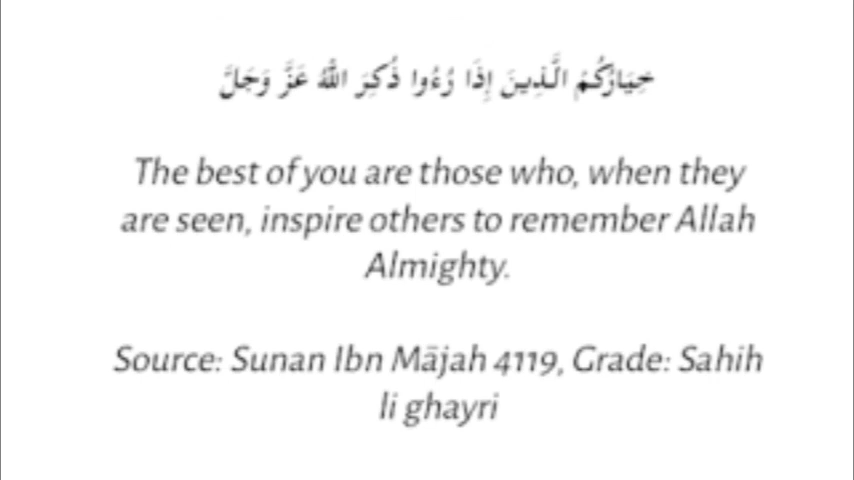 خِيَارُكُمُ الَّذِينَ إِذَا رُءُوا ذُكِرَ اللَّهُ عَزَّ وَجَلَّ
The best of you are those who, when they
are seen, inspire others to remember Allah
Almighty.
Source: Sunan Ibn Mājah 4119, Grade: Sahih
li ghayri